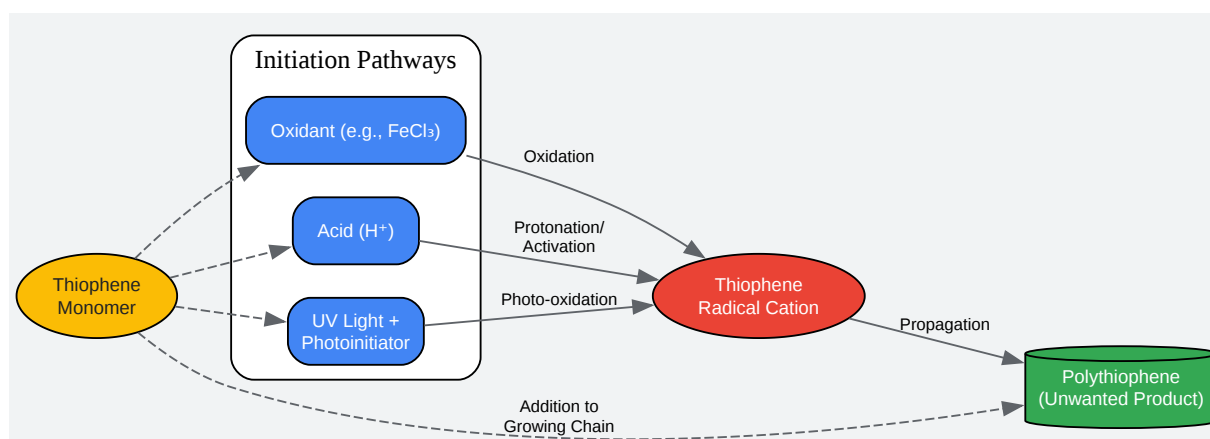 Initiation Pathways
Oxidant (e.g., FeCl₃)
Oxidation
Acid (H⁺)
Protonation/
Activation
Thiophene
Monomer
Thiophene
Radical Cation
UV Light +
Photoinitiator
Photo-oxidation
Propagation
Polythiophene
(Unwanted Product)
Addition to
Growing Chain